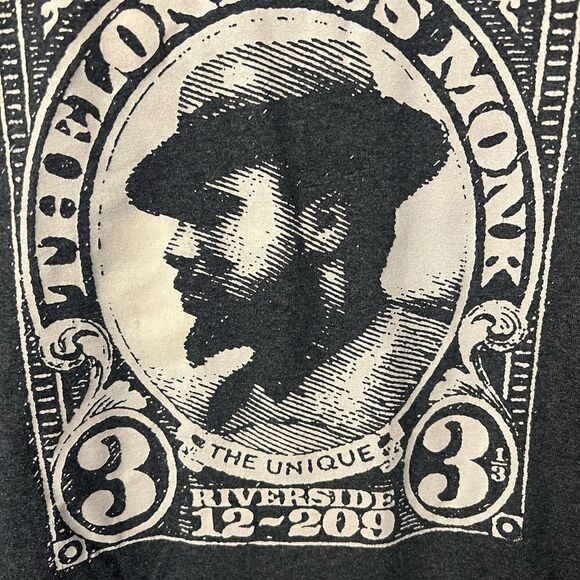 THELONIOUS MONK
THE UNIQUE
3
3 1/3
RIVERSIDE
12~209